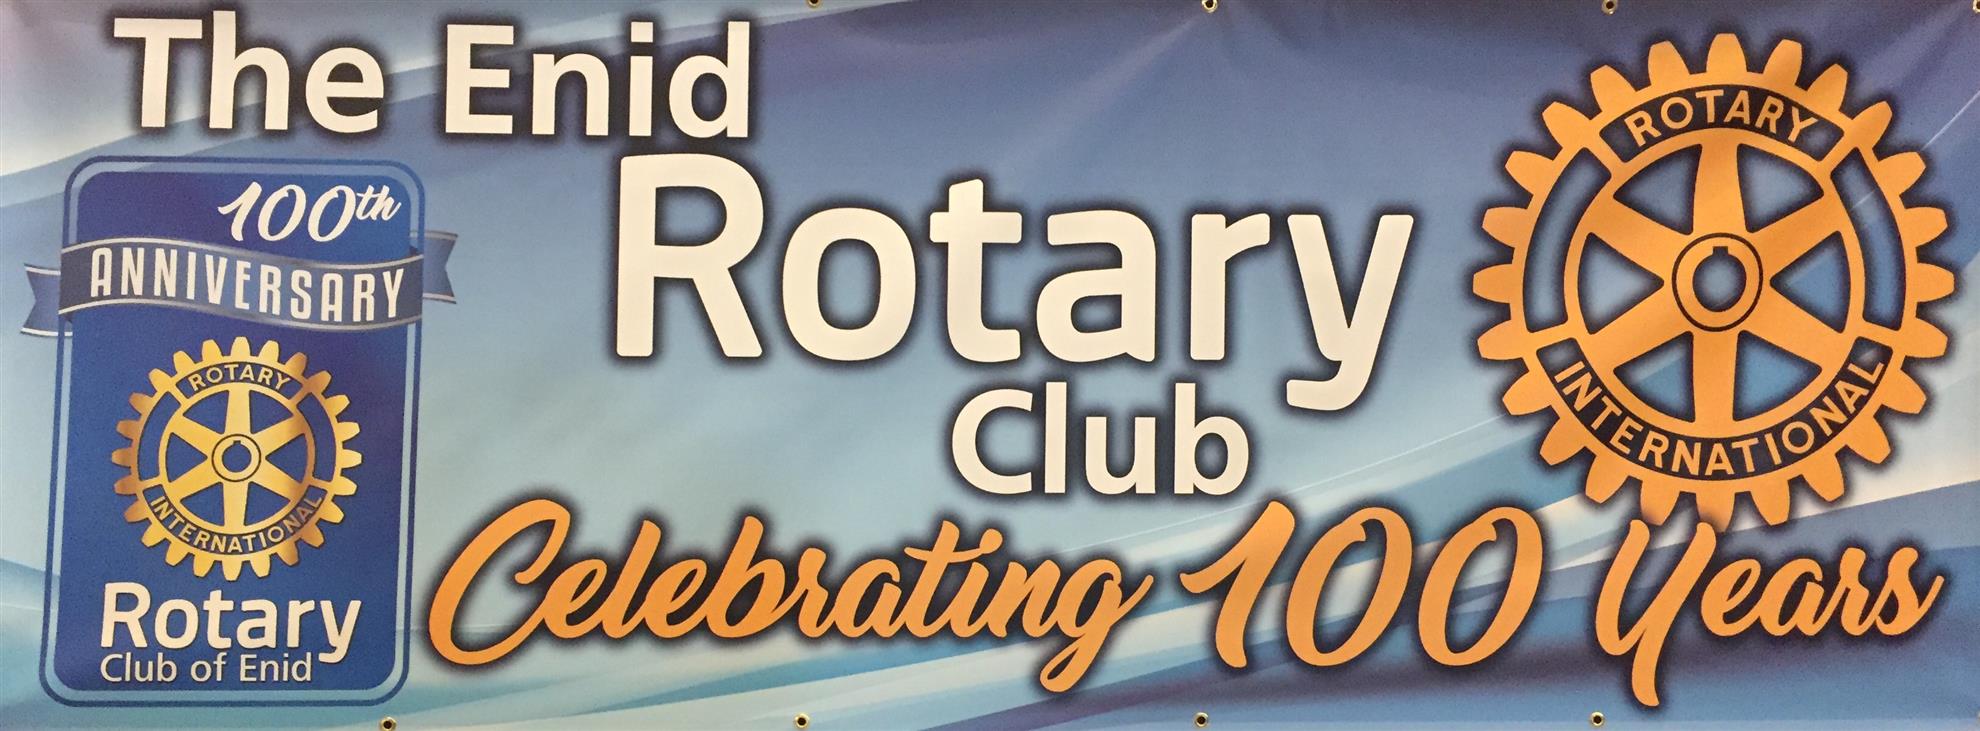 The Enid
Rotary
Club
Celebrating 100 Years
100th
ANNIVERSARY
ROTARY
INTERNATIONAL
Rotary
Club of Enid
ROTARY
INTERNATIONAL